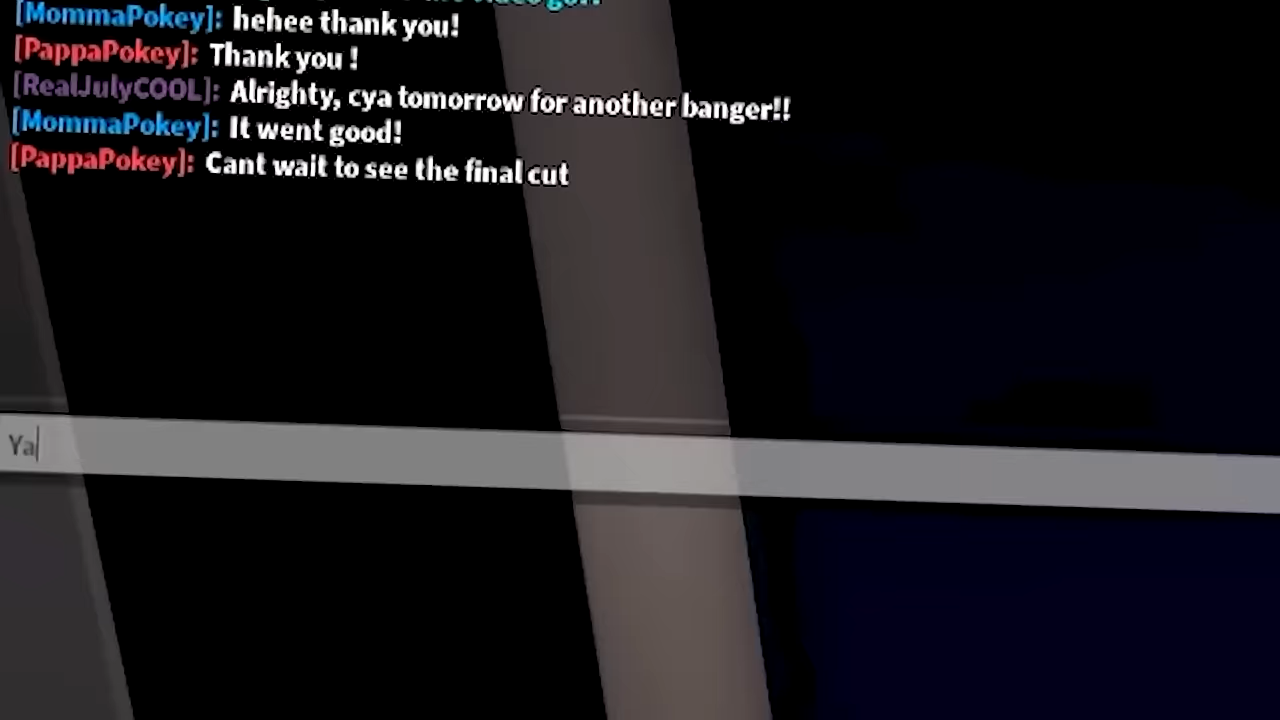 [MommaPokey]: hehee thank you!
[PappaPokey]: Thank you !
[RealJulyCOOL]: Alrighty, cya tomorrow for another banger!!
[MommaPokey]: It went good!
[PappaPokey]: Cant wait to see the final cut
Ya